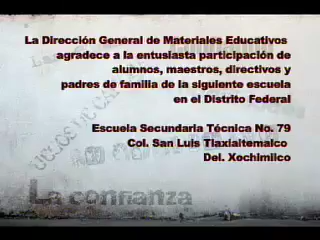 La Dirección General de Materiales Educativos
agradece a la entusiasta participación de
alumnos, maestros, directivos y
padres de familia de la siguiente escuela
en el Distrito Federal
Escuela Secundaria Técnica No. 79
Col. San Luis Tlaxialtemalco
Del. Xochimilco
La confianza